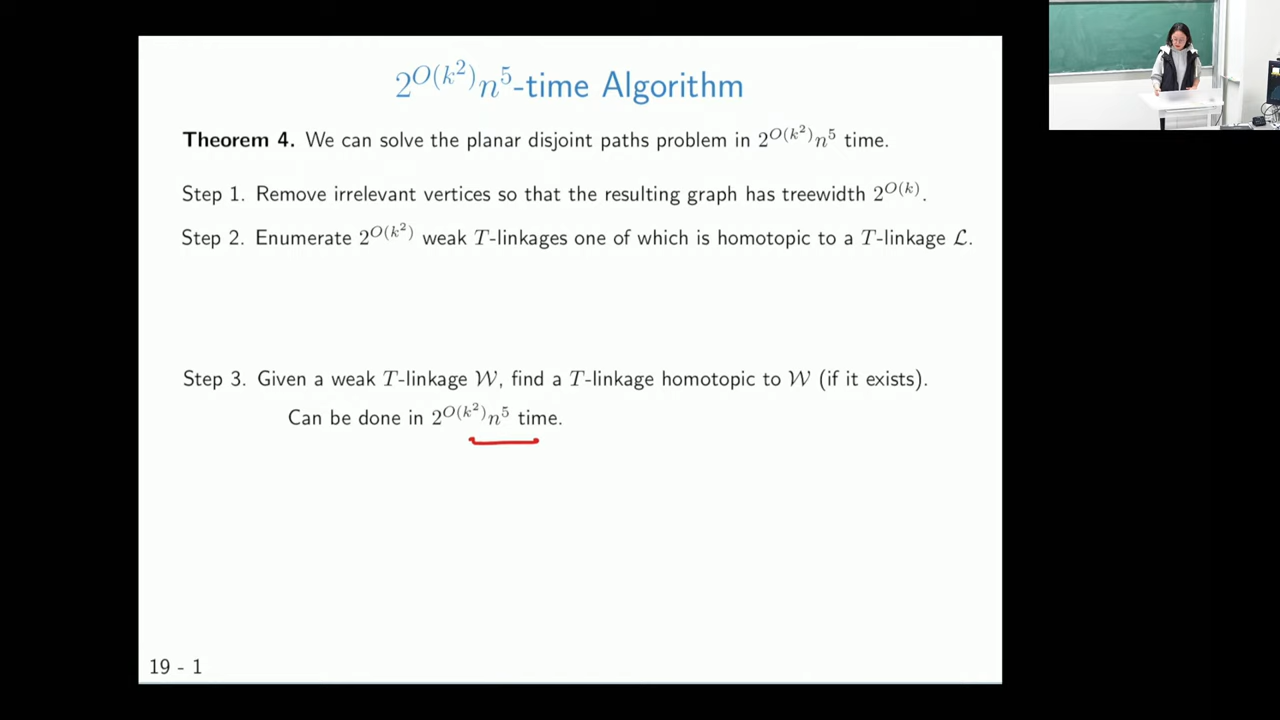 2^{O(k^2)}n^5-time Algorithm
Theorem 4. We can solve the planar disjoint paths problem in 2^{O(k^2)}n^5 time.
Step 1. Remove irrelevant vertices so that the resulting graph has treewidth 2^{O(k)}.
Step 2. Enumerate 2^{O(k^2)} weak T-linkages one of which is homotopic to a T-linkage ℒ.
Step 3. Given a weak T-linkage 𝒲, find a T-linkage homotopic to 𝒲 (if it exists).
Can be done in 2^{O(k^2)}n^5 time.
19 - 1